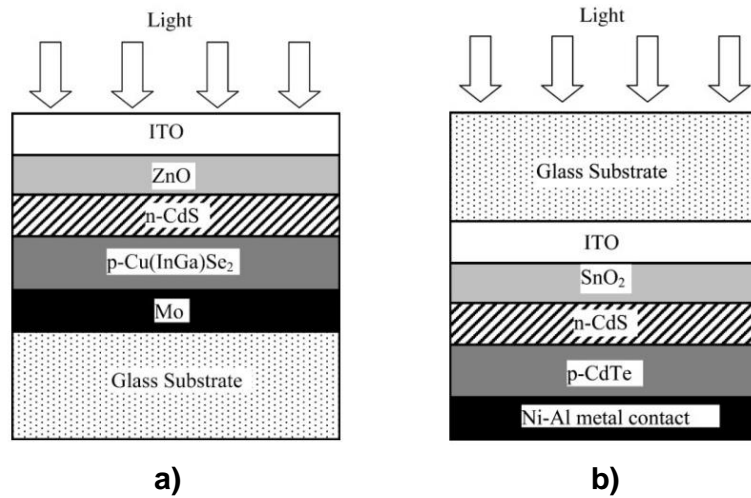 Light
ITO
ZnO
n-CdS
p-Cu(InGa)Se₂
Mo
Glass Substrate
a)
Light
Glass Substrate
ITO
SnO₂
n-CdS
p-CdTe
Ni-Al metal contact
b)